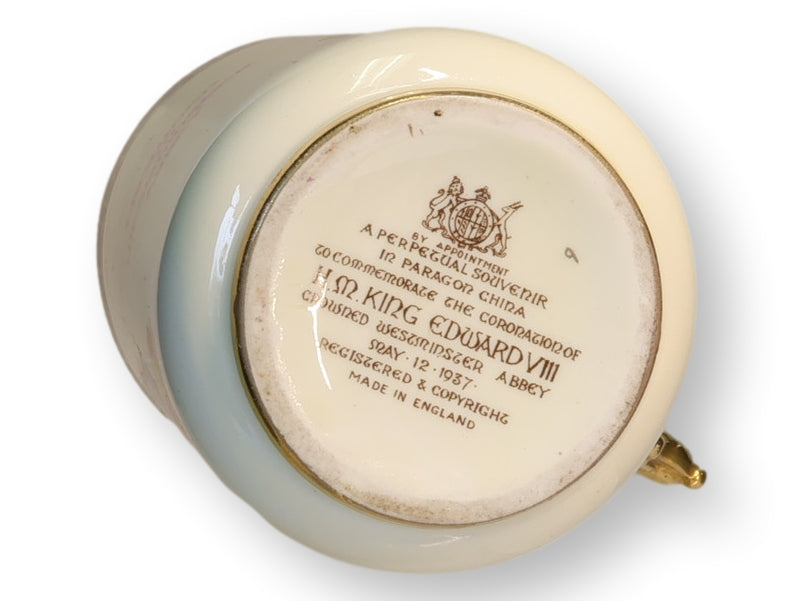 BY APPOINTMENT
A PERPETUAL SOUVENIR
IN PARAGON CHINA
TO COMMEMORATE THE CORONATION OF
H.M. KING EDWARD VIII
CROWNED WESTMINSTER ABBEY
MAY · 12 · 1937 ·
REGISTERED & COPYRIGHT
MADE IN ENGLAND